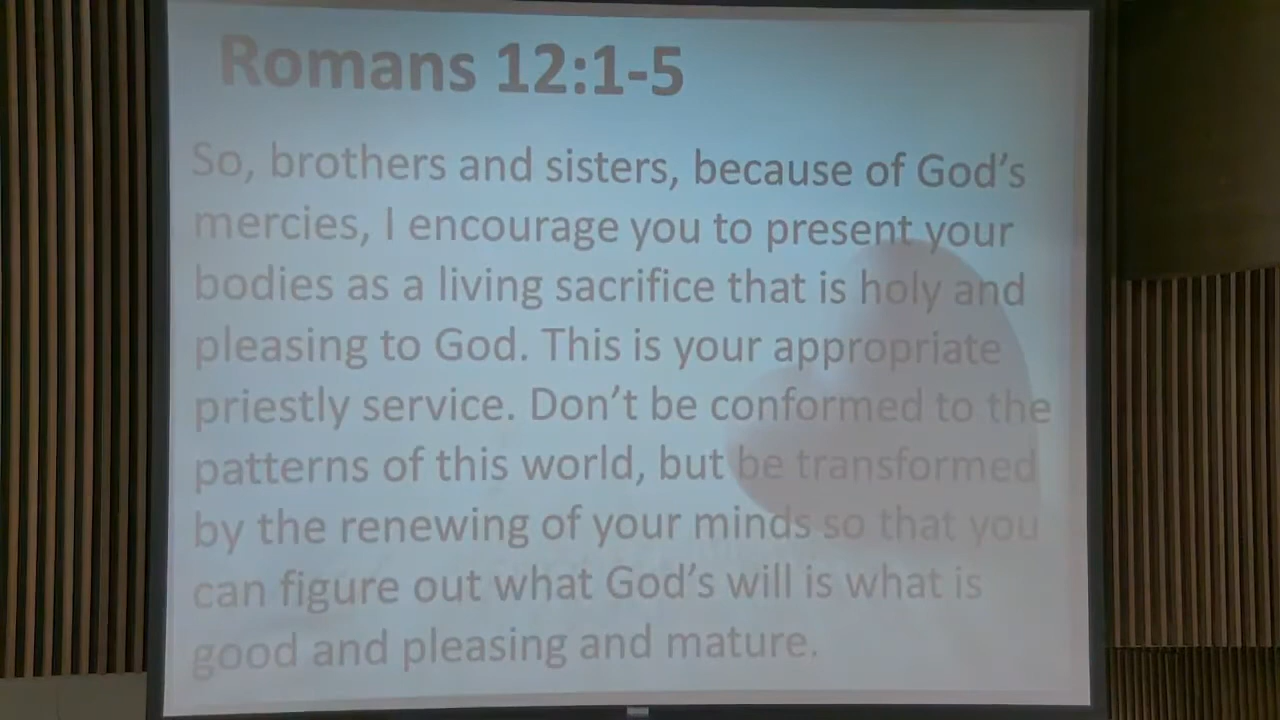 Romans 12:1-5
So, brothers and sisters, because of God’s
mercies, I encourage you to present your
bodies as a living sacrifice that is holy and
pleasing to God. This is your appropriate
priestly service. Don’t be conformed to the
patterns of this world, but be transformed
by the renewing of your minds so that you
can figure out what God’s will is what is
good and pleasing and mature.